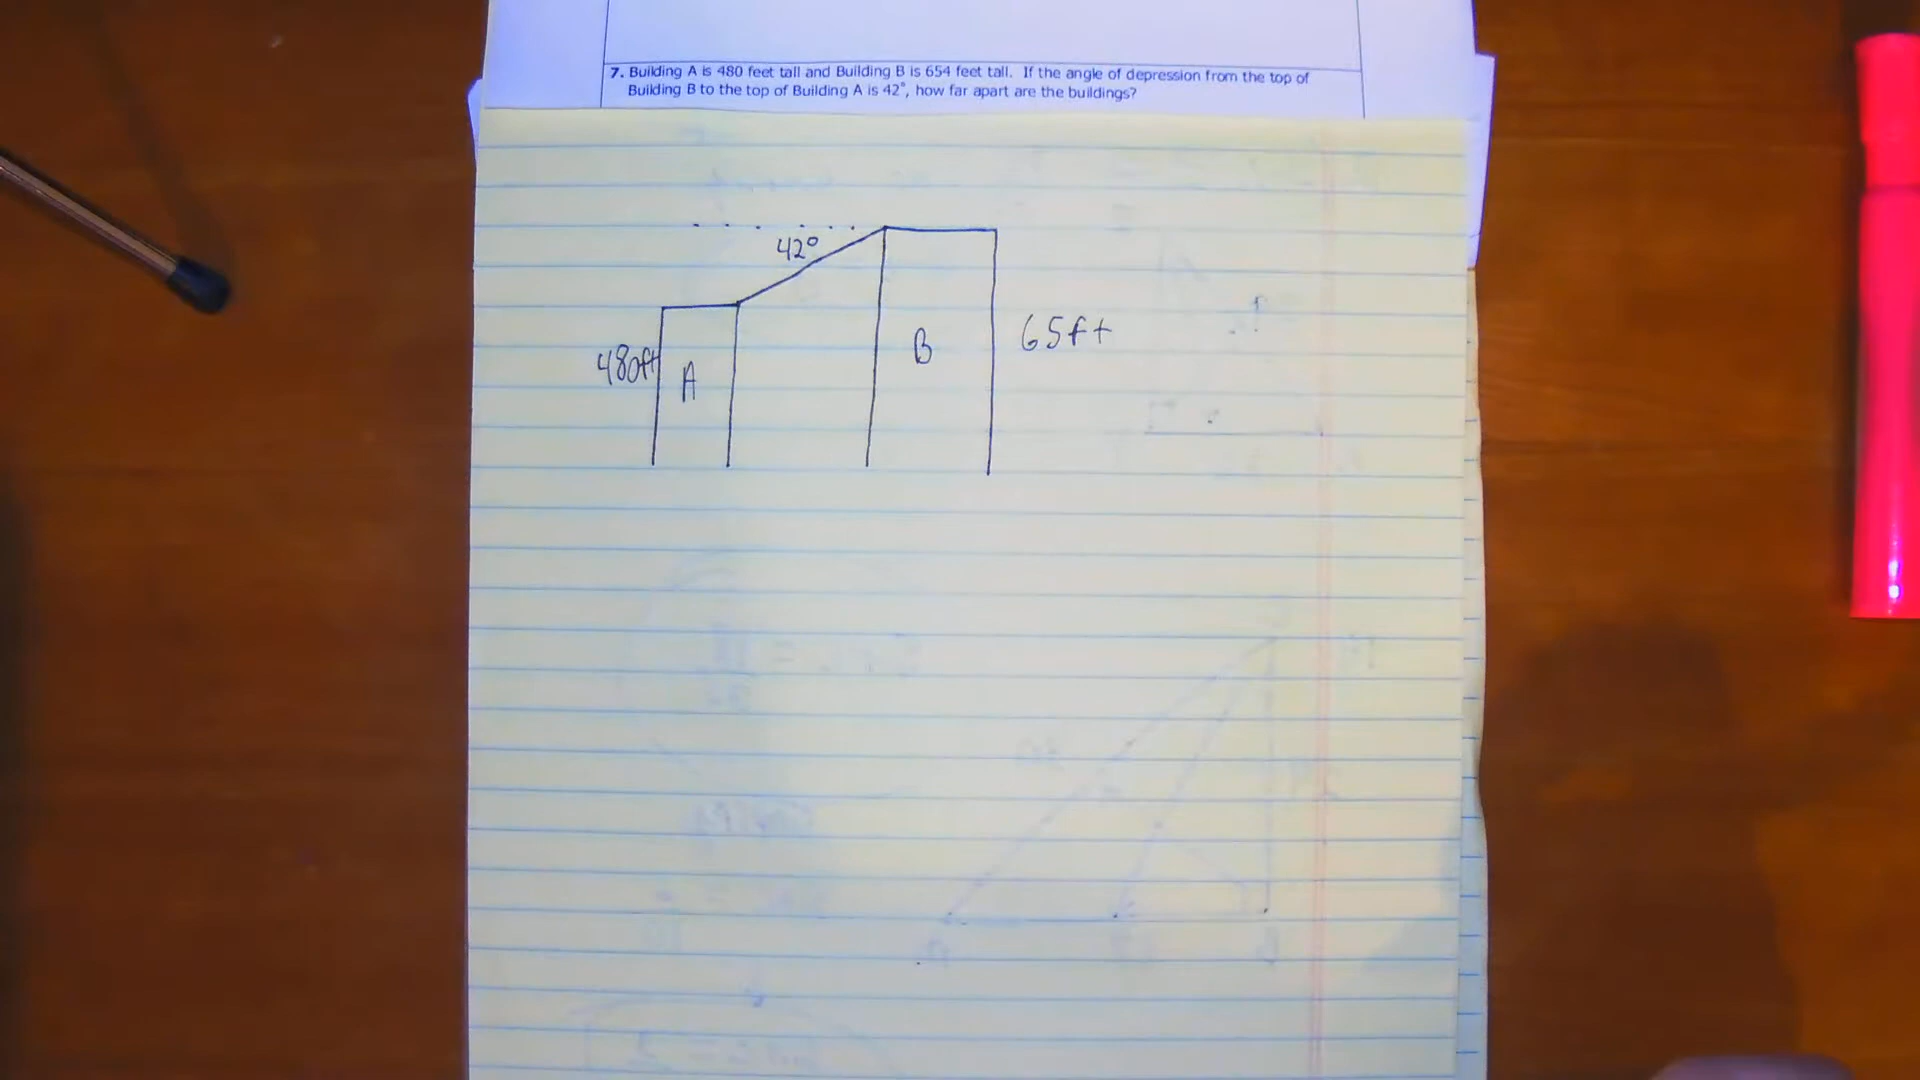 7. Building A is 480 feet tall and Building B is 654 feet tall. If the angle of depression from the top of
Building B to the top of Building A is 42°, how far apart are the buildings?
42°
480ft
A
B
65ft